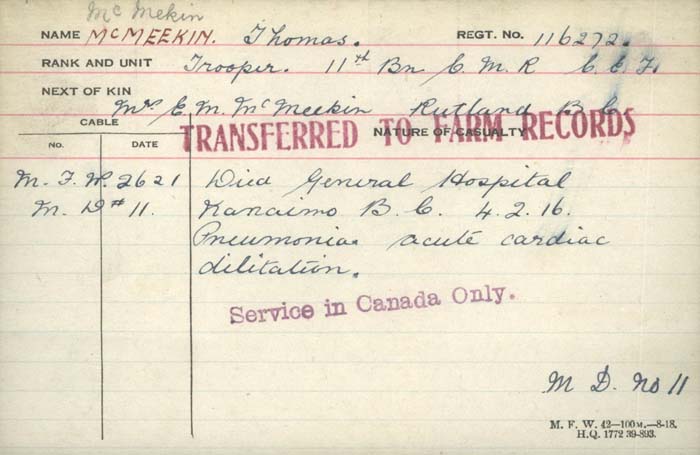 Mc Mekin
NAME McMEEKIN. Thomas. REGT. NO. 116272.
RANK AND UNIT Trooper. 11th Bn C. M. R C. E. F.
NEXT OF KIN
Mrs E. M. McMeekin Rutland B. C.
CABLE NATURE OF CASUALTY
TRANSFERRED TO FARM RECORDS
NO. DATE
M. F. W. 2621 Died General Hospital
M. D # 11. Nanaimo B. C. 4. 2. 16.
Pneumonia. acute cardiac
dilitation.
Service in Canada Only.
M D. No 11
M. F. W. 42—100M.—8-18.
H.Q. 1772 39-893.